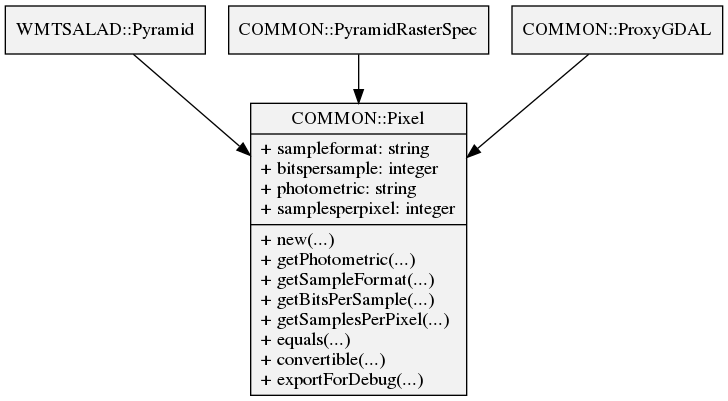 WMTSALAD::Pyramid
COMMON::PyramidRasterSpec
COMMON::ProxyGDAL
COMMON::Pixel
+ sampleformat: string
+ bitspersample: integer
+ photometric: string
+ samplesperpixel: integer
+ new(...)
+ getPhotometric(...)
+ getSampleFormat(...)
+ getBitsPerSample(...)
+ getSamplesPerPixel(...)
+ equals(...)
+ convertible(...)
+ exportForDebug(...)